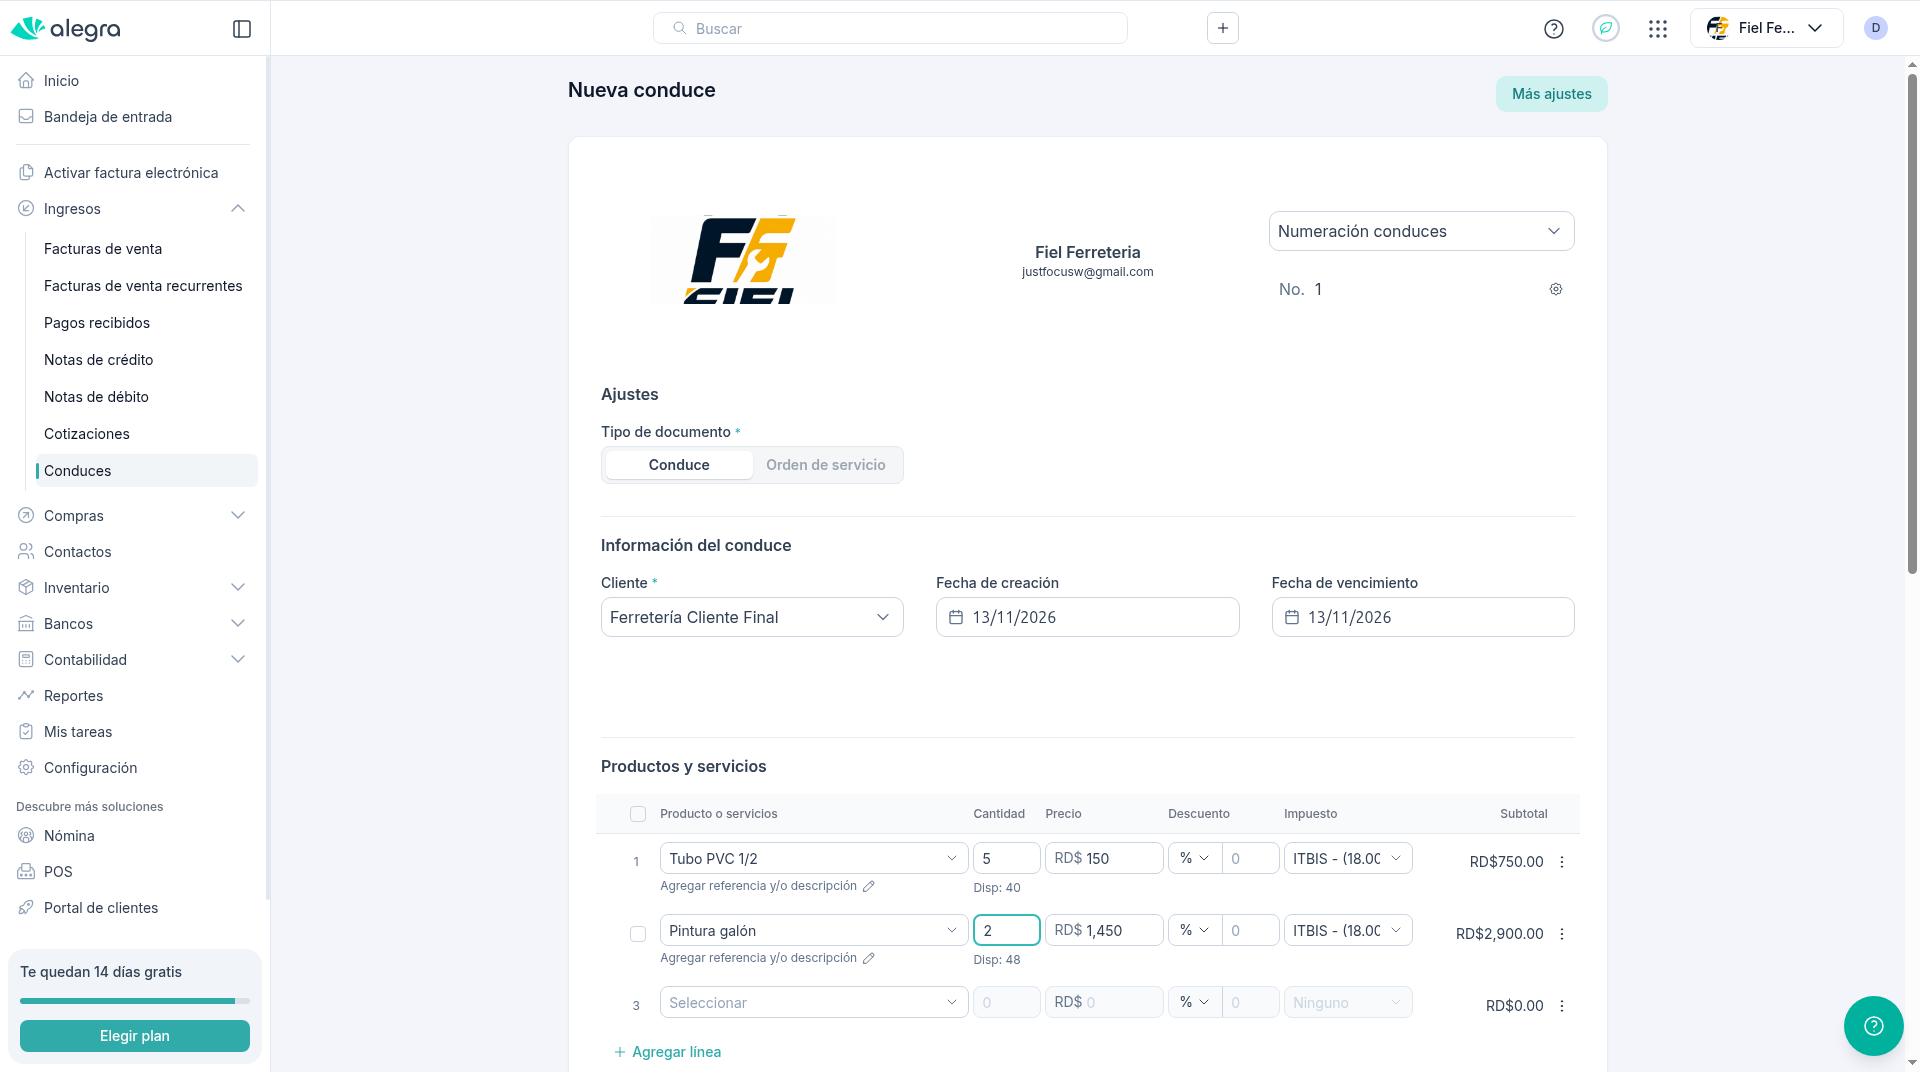 alegra
Buscar
Fiel Fe...
D
Inicio
Bandeja de entrada
Activar factura electrónica
Ingresos
Facturas de venta
Facturas de venta recurrentes
Pagos recibidos
Notas de crédito
Notas de débito
Cotizaciones
Conduces
Compras
Contactos
Inventario
Bancos
Contabilidad
Reportes
Mis tareas
Configuración
Descubre más soluciones
Nómina
POS
Portal de clientes
Te quedan 14 días gratis
Elegir plan
Nueva conduce
Más ajustes
Fiel Ferreteria
justfocusw@gmail.com
Numeración conduces
No. 1
Ajustes
Tipo de documento *
Conduce Orden de servicio
Información del conduce
Cliente * Fecha de creación Fecha de vencimiento
Ferretería Cliente Final 13/11/2026 13/11/2026
Productos y servicios
Producto o servicios Cantidad Precio Descuento Impuesto Subtotal
1 Tubo PVC 1/2 5 RD$ 150 % 0 ITBIS - (18.00 RD$750.00
Agregar referencia y/o descripción Disp: 40
Pintura galón 2 RD$ 1,450 % 0 ITBIS - (18.00 RD$2,900.00
Agregar referencia y/o descripción Disp: 48
3 Seleccionar 0 RD$ 0 % 0 Ninguno RD$0.00
+ Agregar línea